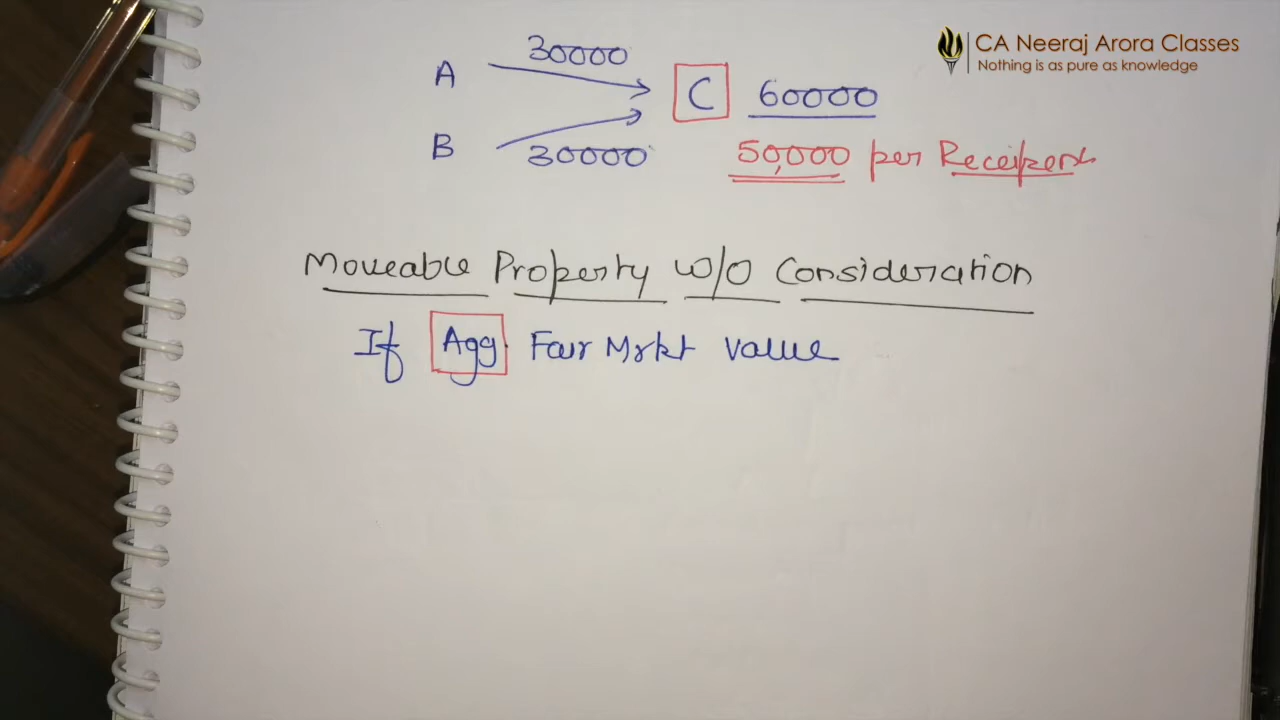 CA Neeraj Arora Classes
Nothing is as pure as knowledge
A 30000 C 60000
B 30000 50,000 per Receipent
Moveable Property w/o Consideration
If Agg. Fair Mrkt Value